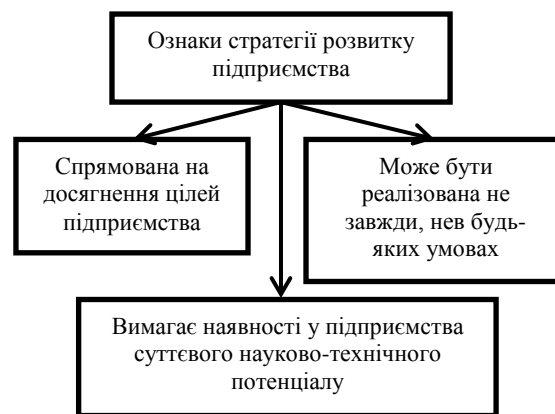 Ознаки стратегії розвитку
підприємства
Спрямована на
досягнення цілей
підприємства
Може бути
реалізована не
завжди, нев будь-
яких умовах
Вимагає наявності у підприємства
суттєвого науково-технічного
потенціалу